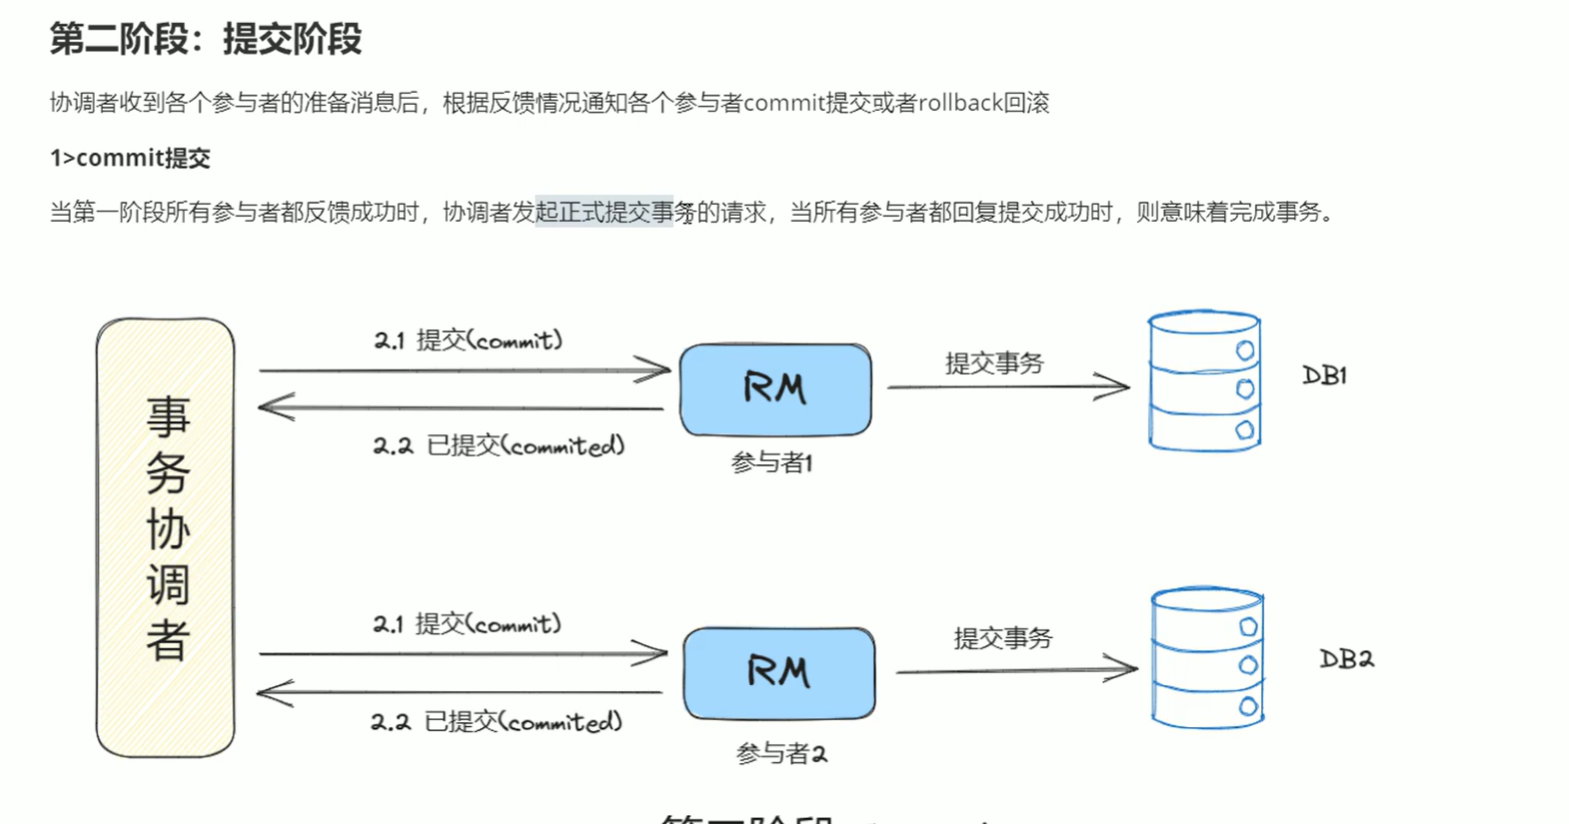 第二阶段：提交阶段
协调者收到各个参与者的准备消息后，根据反馈情况通知各个参与者commit提交或者rollback回滚
1>commit提交
当第一阶段所有参与者都反馈成功时，协调者发起正式提交事务的请求，当所有参与者都回复提交成功时，则意味着完成事务。
事务协调者
2.1 提交(commit)
RM
提交事务
DB1
2.2 已提交(commited)
参与者1
2.1 提交(commit)
RM
提交事务
DB2
2.2 已提交(commited)
参与者2